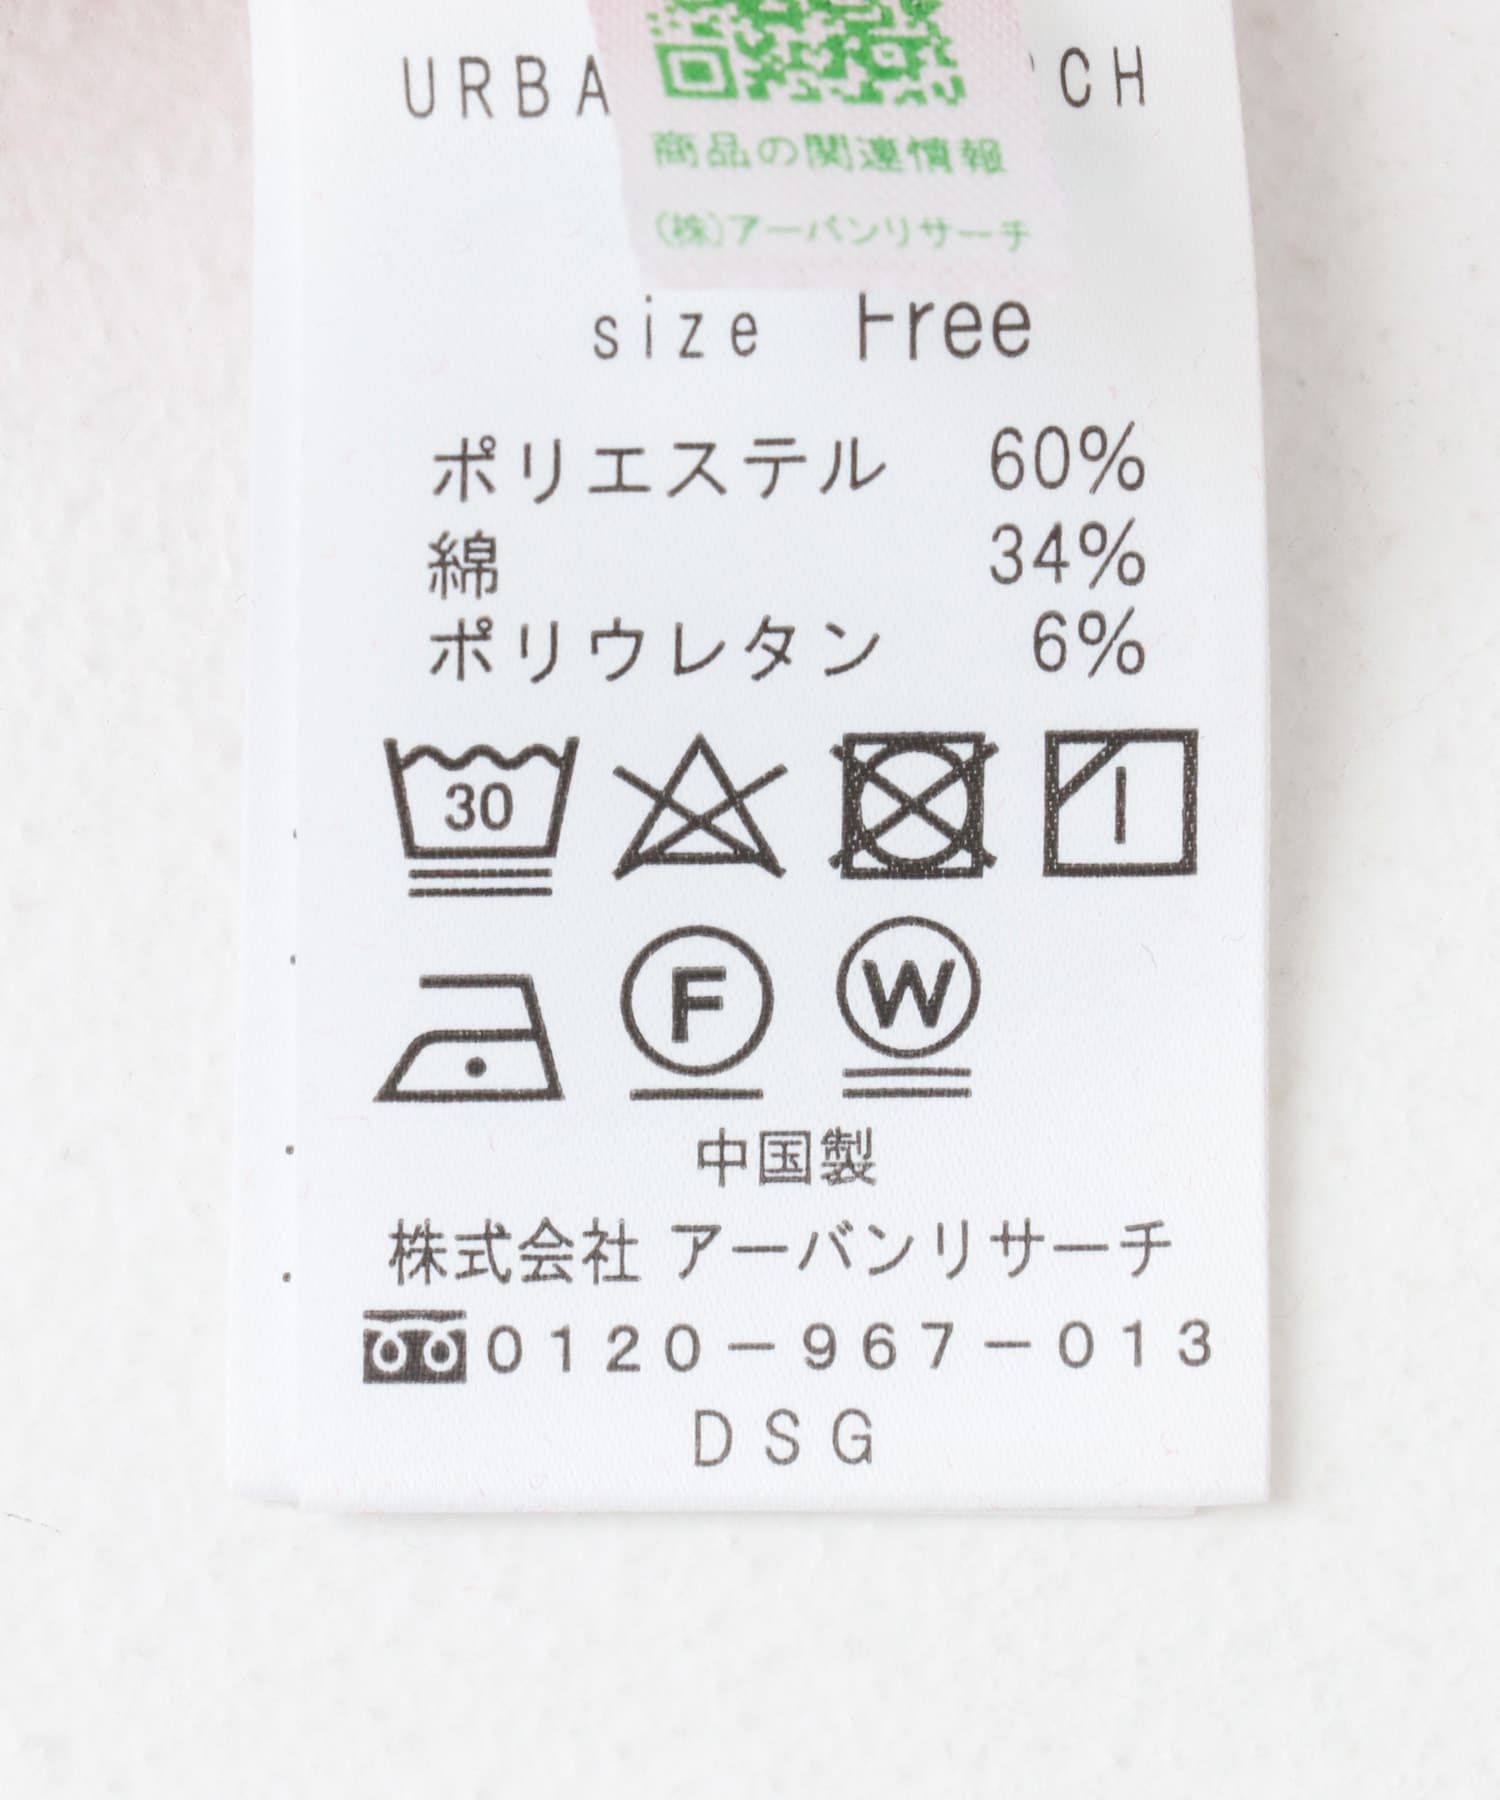 商品の関連情報
(株)アーバンリサーチ
size Free
ポリエステル 60%
綿 34%
ポリウレタン 6%
30
F W
中国製
株式会社 アーバンリサーチ
0120-967-013
DSG